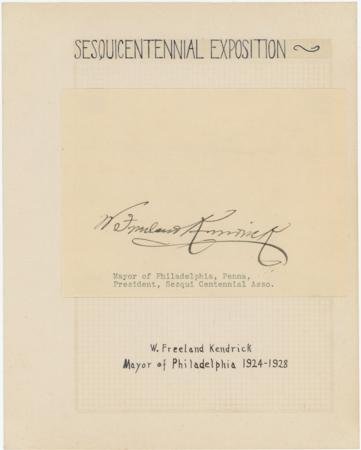 SESQUICENTENNIAL EXPOSITION
W Freeland Kendrick
Mayor of Philadelphia, Penna,
President, Sesqui Centennial Asso.
W. Freeland Kendrick
Mayor of Philadelphia 1924-1928